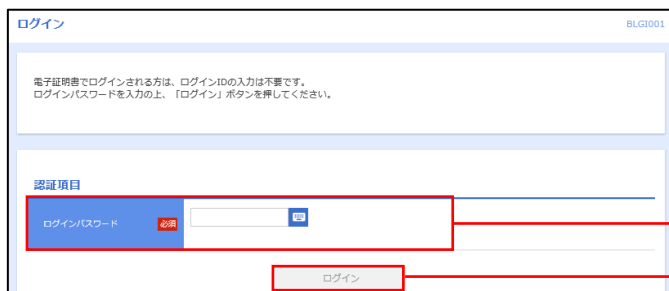 ログイン
BLGI001
電子証明書でログインされる方は、ログインIDの入力は不要です。
ログインパスワードを入力の上、「ログイン」ボタンを押してください。
認証項目
ログインパスワード 必須
ログイン